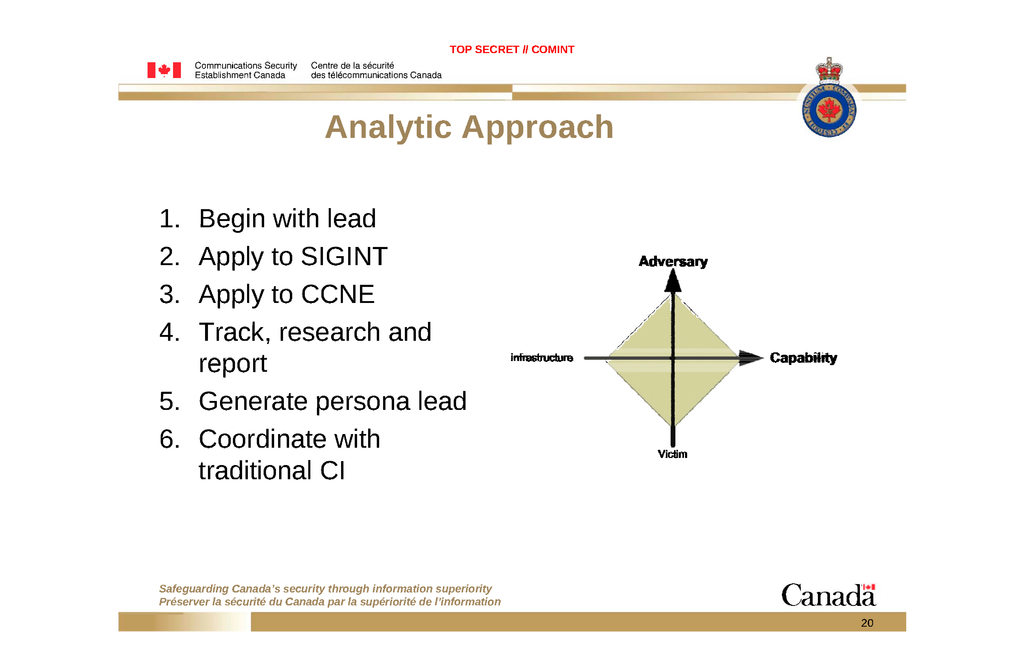 TOP SECRET // COMINT
Communications Security Establishment Canada
Centre de la sécurité des télécommunications Canada
Analytic Approach
1. Begin with lead
2. Apply to SIGINT
3. Apply to CCNE
4. Track, research and
report
5. Generate persona lead
6. Coordinate with
traditional CI
Adversary
infrastructure
Capability
Victim
Safeguarding Canada's security through information superiority
Préserver la sécurité du Canada par la supériorité de l'information
Canada
20